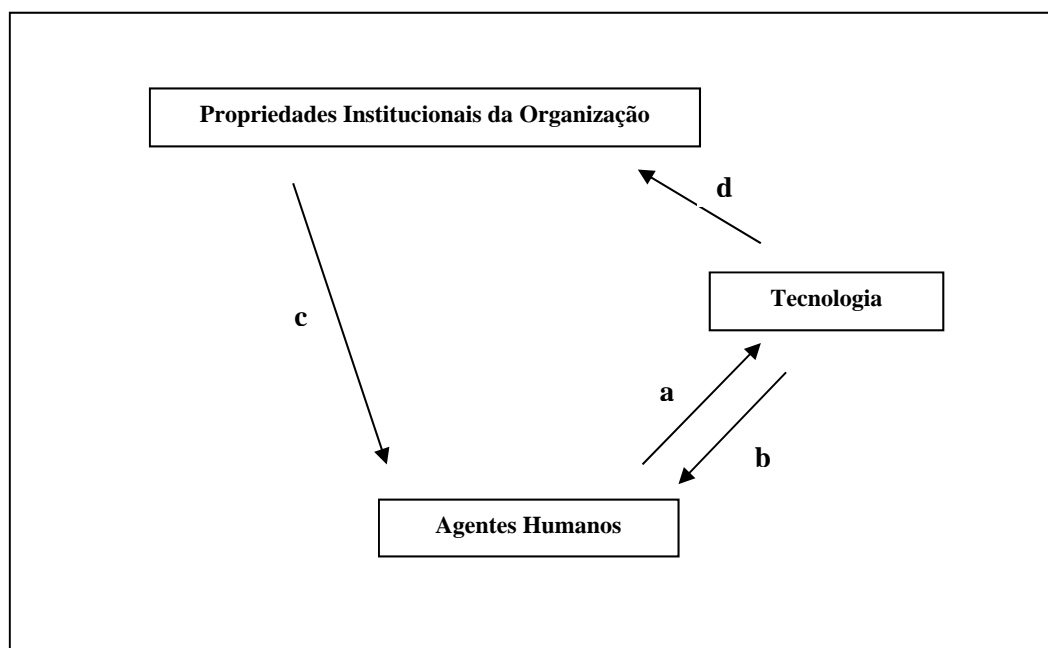 Propriedades Institucionais da Organização
d
Tecnologia
c
a
b
Agentes Humanos